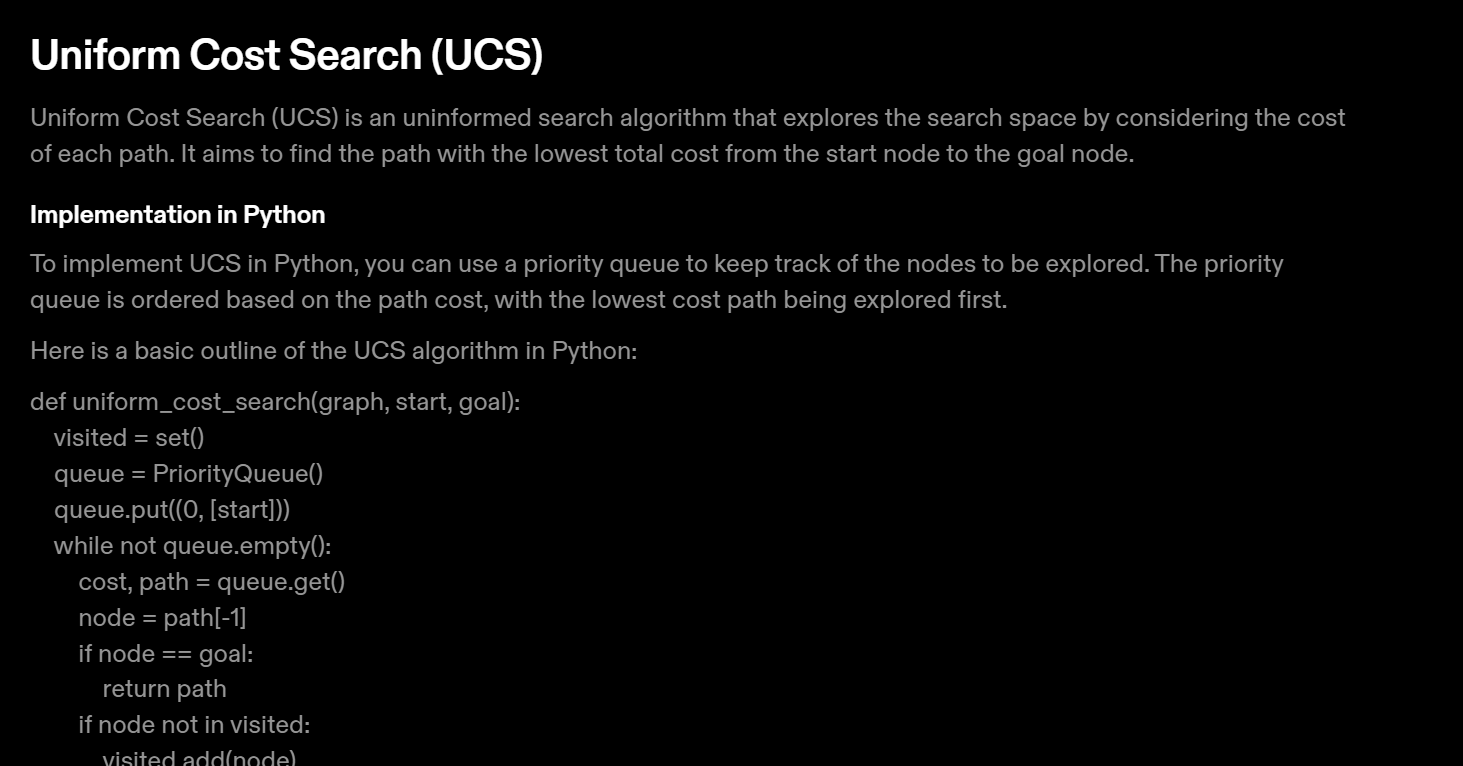 Uniform Cost Search (UCS)
Uniform Cost Search (UCS) is an uninformed search algorithm that explores the search space by considering the cost
of each path. It aims to find the path with the lowest total cost from the start node to the goal node.
Implementation in Python
To implement UCS in Python, you can use a priority queue to keep track of the nodes to be explored. The priority
queue is ordered based on the path cost, with the lowest cost path being explored first.
Here is a basic outline of the UCS algorithm in Python:
def uniform_cost_search(graph, start, goal):
    visited = set()
    queue = PriorityQueue()
    queue.put((0, [start]))
    while not queue.empty():
        cost, path = queue.get()
        node = path[-1]
        if node == goal:
            return path
        if node not in visited:
            visited.add(node)